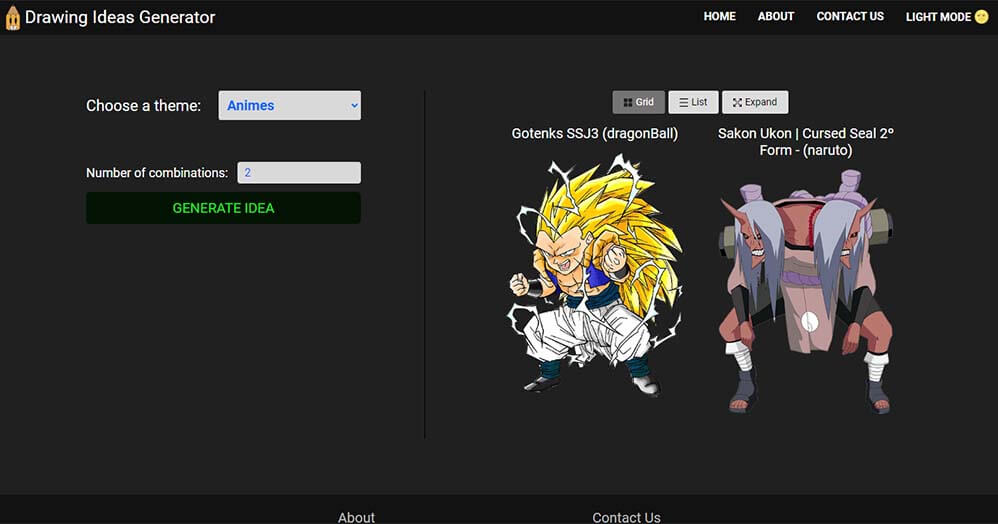 Drawing Ideas Generator
HOME
ABOUT
CONTACT US
LIGHT MODE
Choose a theme:
Animes
Number of combinations:
2
GENERATE IDEA
Grid
List
Expand
Gotenks SSJ3 (dragonBall)
Sakon Ukon | Cursed Seal 2º
Form - (naruto)
About
Contact Us